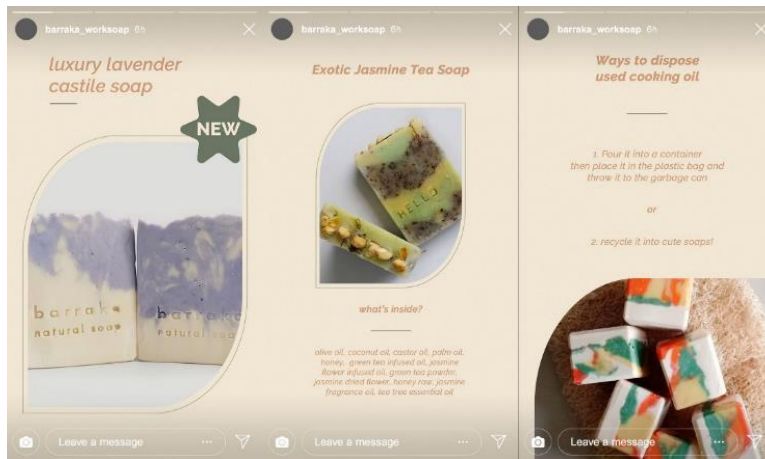 barraka_worksoap 6h
luxury lavender
castile soap
NEW
barraka
natural soap
barraka
natural soap
Leave a message
barraka_worksoap 6h
Exotic Jasmine Tea Soap
HELLO
what's inside?
olive oil, coconut oil, castor oil, palm oil,
honey, green tea infused oil, jasmine
flower infused oil, green tea powder,
jasmine dried flower, honey raw, jasmine
fragrance oil, tea tree essential oil
Leave a message
barraka_worksoap 6h
Ways to dispose
used cooking oil
1. Pour it into a container
then place it in the plastic bag and
throw it to the garbage can
or
2. recycle it into cute soaps!
Leave a message